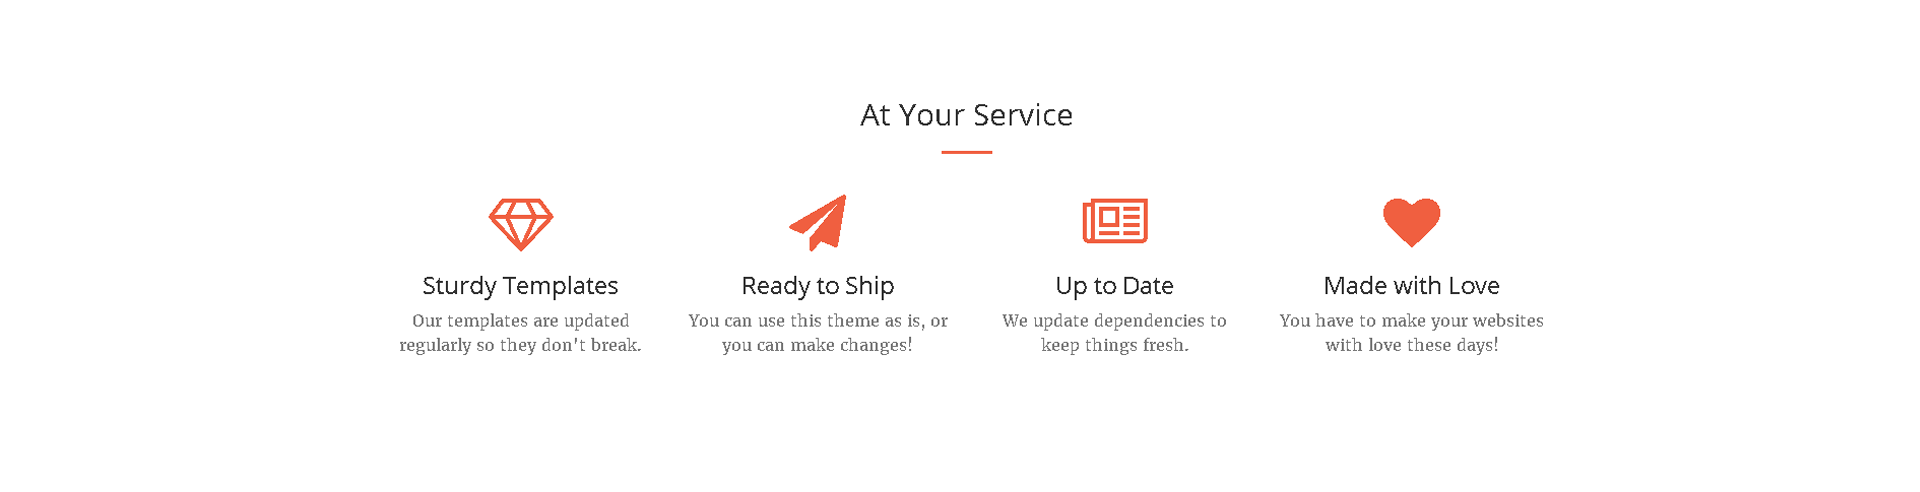 At Your Service
Sturdy Templates
Our templates are updated
regularly so they don't break.
Ready to Ship
You can use this theme as is, or
you can make changes!
Up to Date
We update dependencies to
keep things fresh.
Made with Love
You have to make your websites
with love these days!